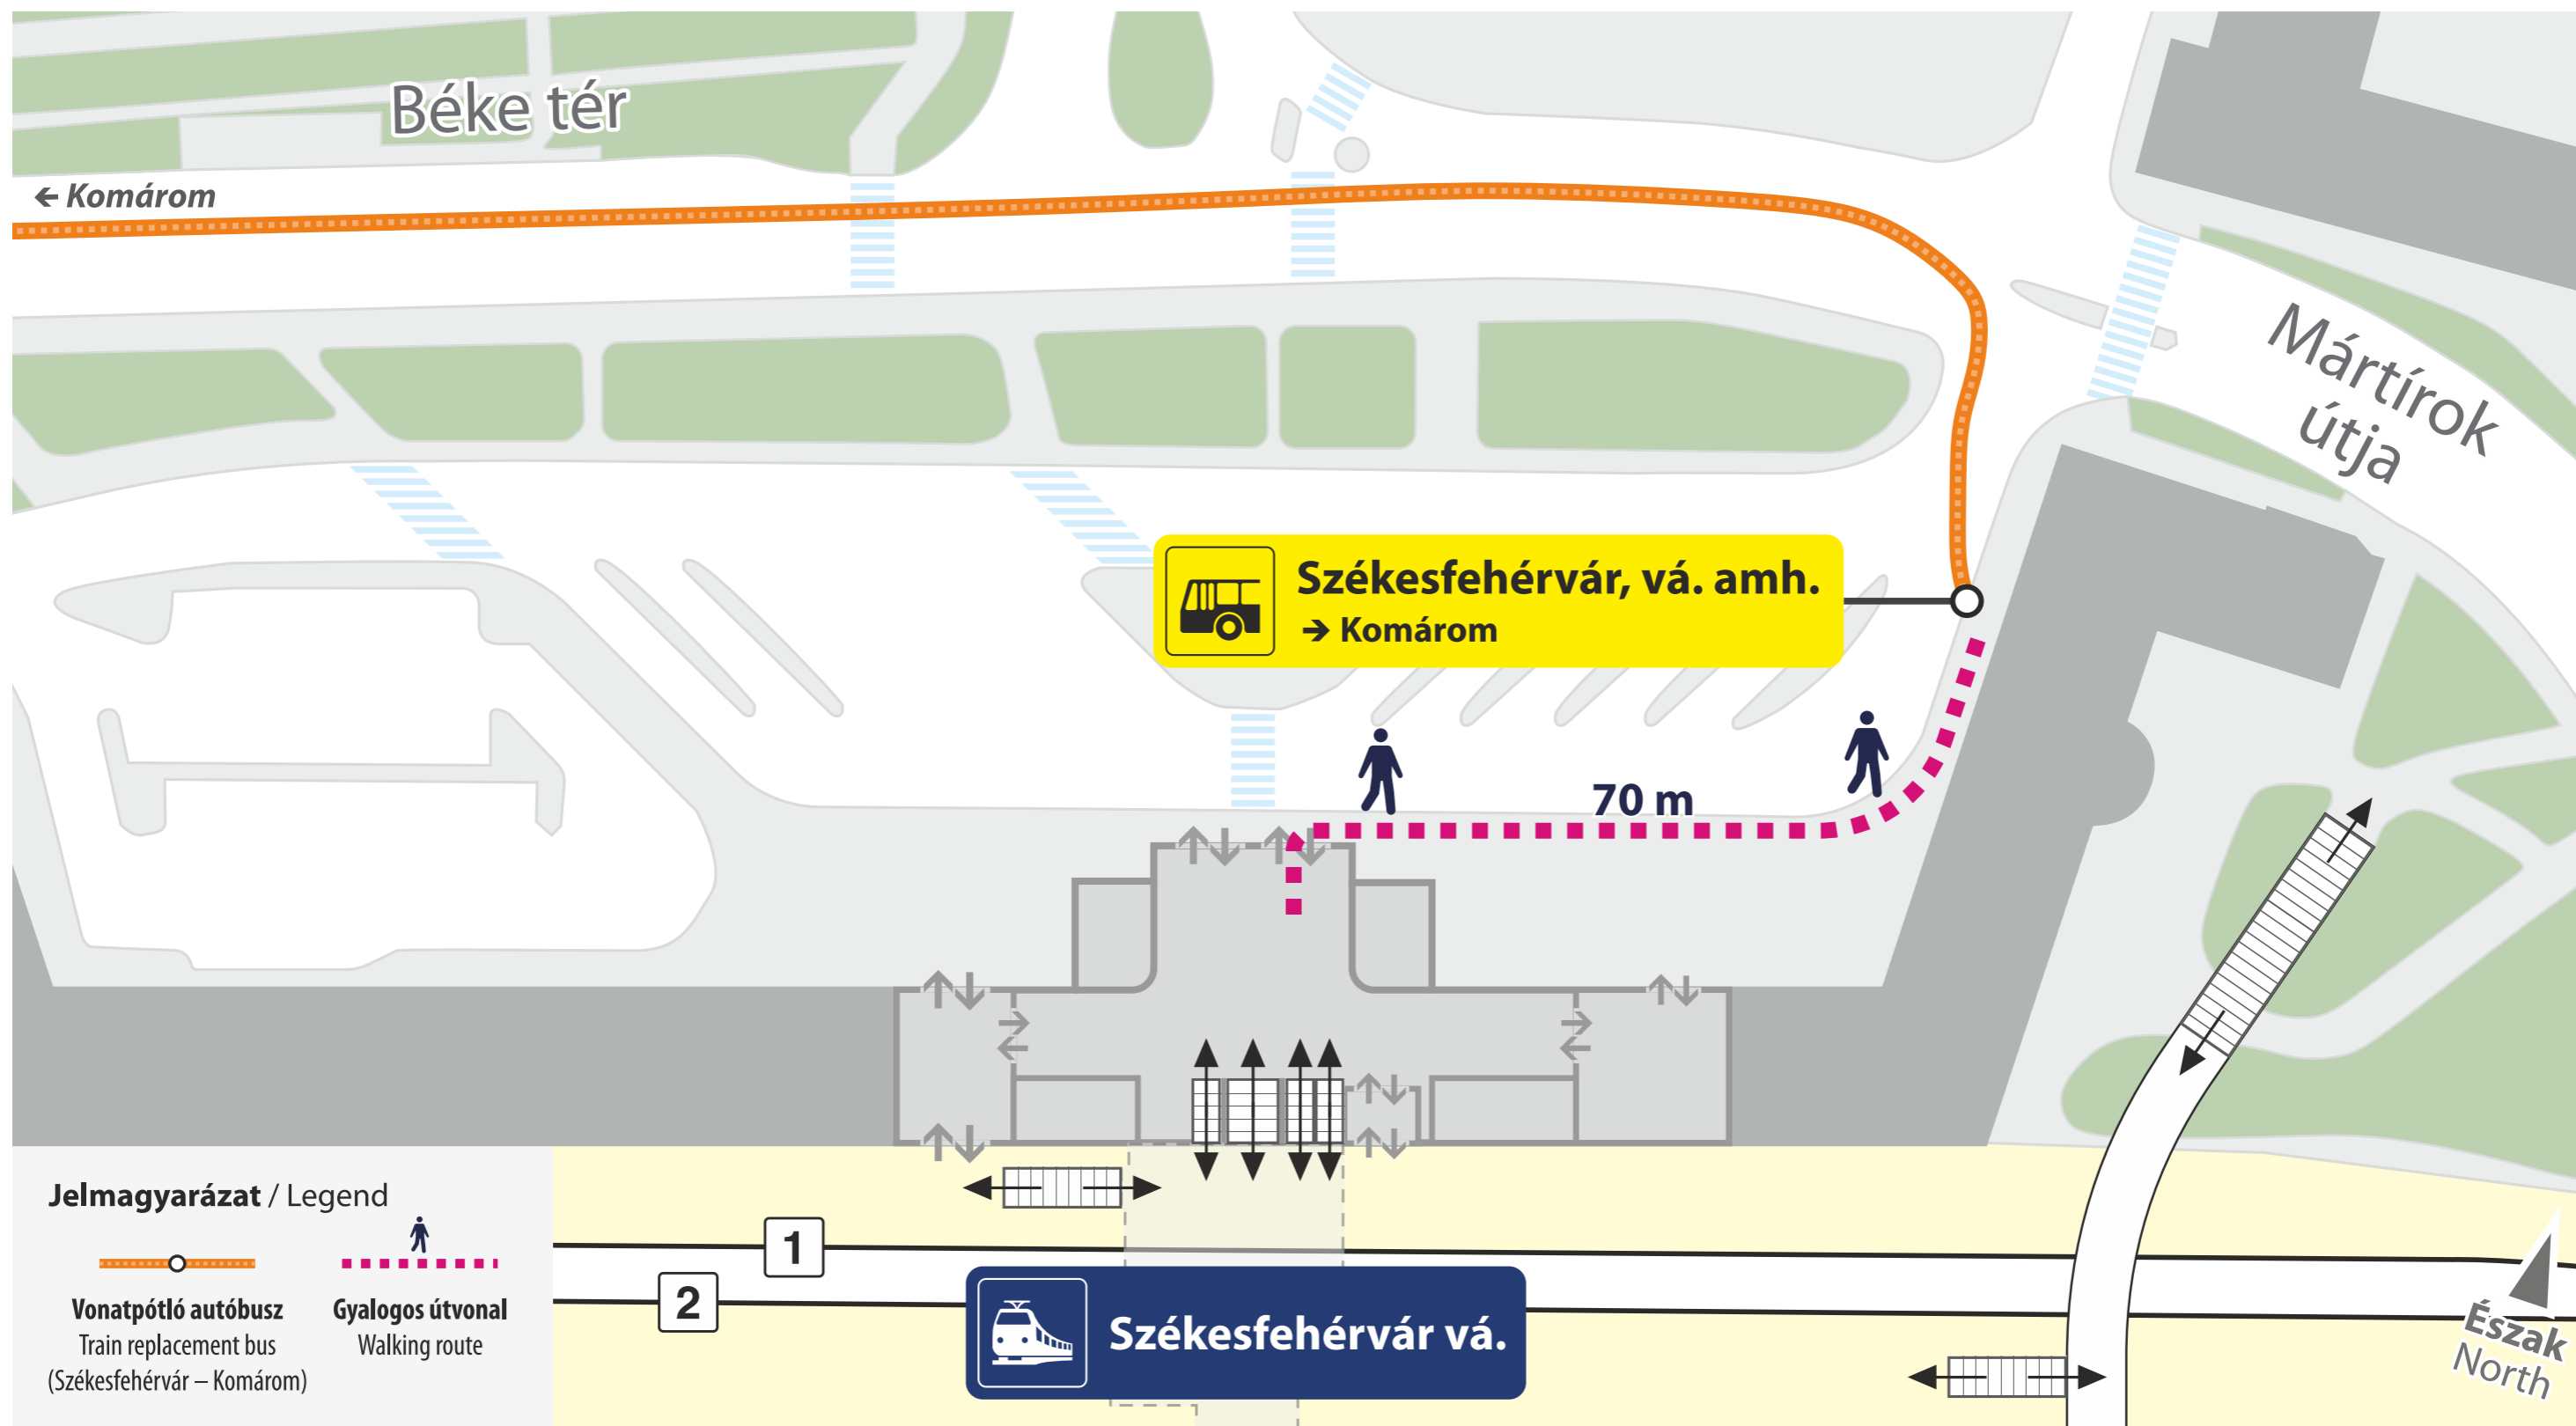 Béke tér
← Komárom
Mártírok
útja
Székesfehérvár, vá. amh.
→ Komárom
70 m
Jelmagyarázat / Legend
Vonatpótló autóbusz
Train replacement bus
(Székesfehérvár – Komárom)
Gyalogos útvonal
Walking route
1
2
Székesfehérvár vá.
Észak
North